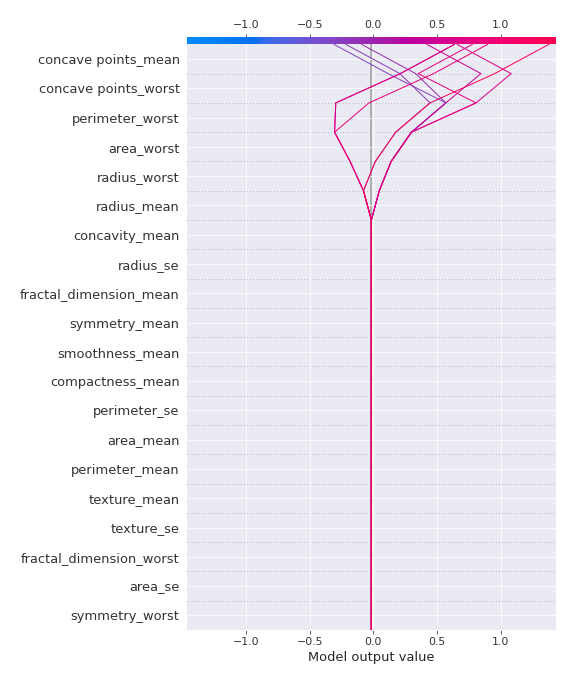 −1.0 −0.5 0.0 0.5 1.0
concave points_mean
concave points_worst
perimeter_worst
area_worst
radius_worst
radius_mean
concavity_mean
radius_se
fractal_dimension_mean
symmetry_mean
smoothness_mean
compactness_mean
perimeter_se
area_mean
perimeter_mean
texture_mean
texture_se
fractal_dimension_worst
area_se
symmetry_worst
−1.0 −0.5 0.0 0.5 1.0
Model output value